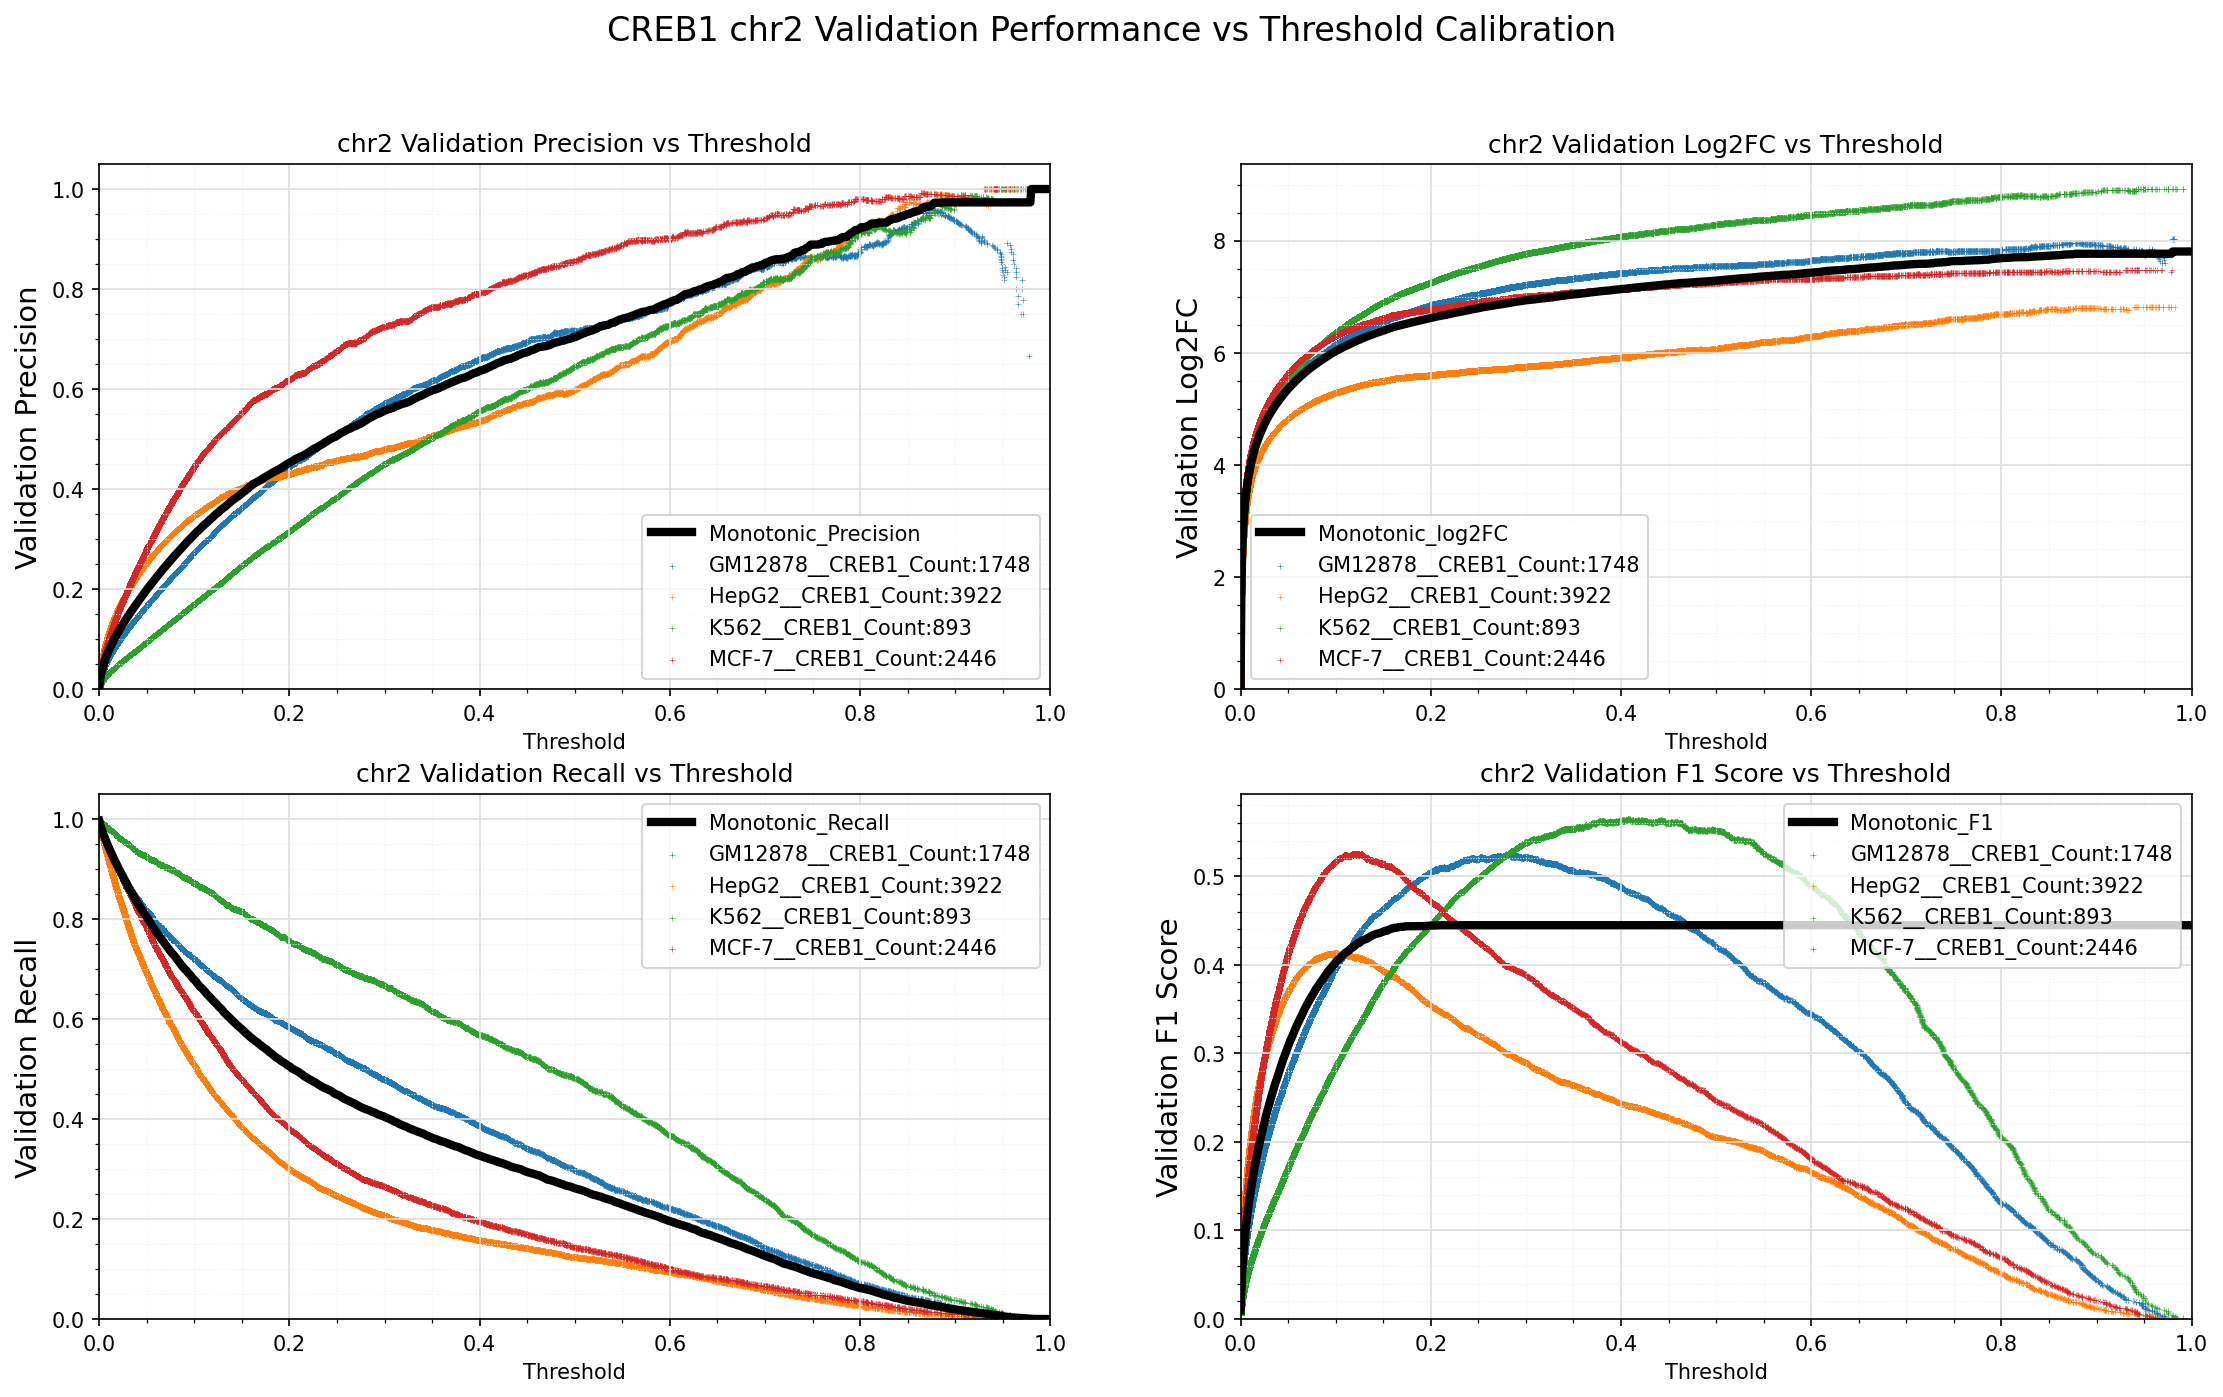 CREB1 chr2 Validation Performance vs Threshold Calibration
chr2 Validation Precision vs Threshold
Validation Precision
1.0
0.8
0.6
0.4
0.2
0.0
Monotonic_Precision
GM12878__CREB1_Count:1748
HepG2__CREB1_Count:3922
K562__CREB1_Count:893
MCF-7__CREB1_Count:2446
0.0 0.2 0.4 0.6 0.8 1.0
Threshold
chr2 Validation Log2FC vs Threshold
Validation Log2FC
8
6
4
2
0
Monotonic_log2FC
GM12878__CREB1_Count:1748
HepG2__CREB1_Count:3922
K562__CREB1_Count:893
MCF-7__CREB1_Count:2446
0.0 0.2 0.4 0.6 0.8 1.0
Threshold
chr2 Validation Recall vs Threshold
Validation Recall
1.0
0.8
0.6
0.4
0.2
0.0
Monotonic_Recall
GM12878__CREB1_Count:1748
HepG2__CREB1_Count:3922
K562__CREB1_Count:893
MCF-7__CREB1_Count:2446
0.0 0.2 0.4 0.6 0.8 1.0
Threshold
chr2 Validation F1 Score vs Threshold
Validation F1 Score
0.5
0.4
0.3
0.2
0.1
0.0
Monotonic_F1
GM12878__CREB1_Count:1748
HepG2__CREB1_Count:3922
K562__CREB1_Count:893
MCF-7__CREB1_Count:2446
0.0 0.2 0.4 0.6 0.8 1.0
Threshold